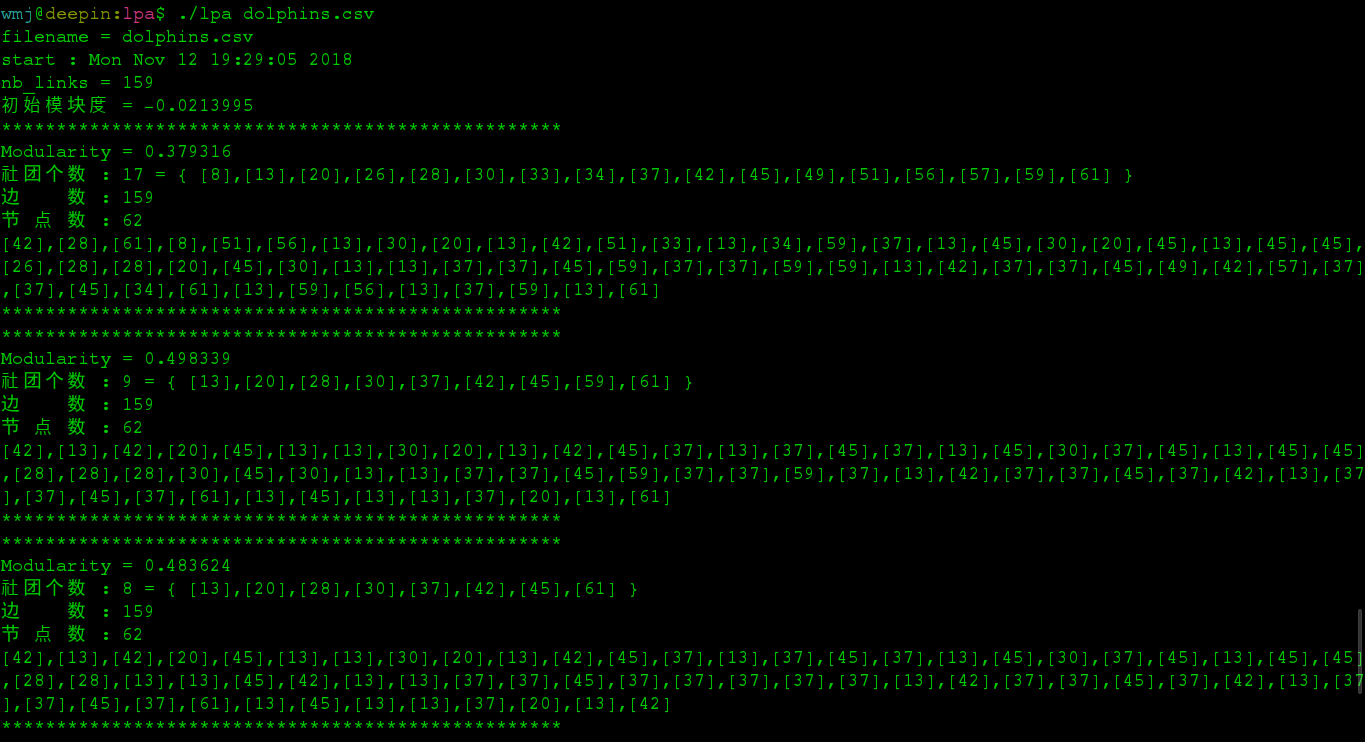 wmj@deepin:lpa$ ./lpa dolphins.csv
filename = dolphins.csv
start : Mon Nov 12 19:29:05 2018
nb_links = 159
初始模块度 = -0.0213995
***************************************************
Modularity = 0.379316
社团个数 : 17 = { [8],[13],[20],[26],[28],[30],[33],[34],[37],[42],[45],[49],[51],[56],[57],[59],[61] }
边    数 : 159
节 点 数 : 62
[42],[28],[61],[8],[51],[56],[13],[30],[20],[13],[42],[51],[33],[13],[34],[59],[37],[13],[45],[30],[20],[45],[13],[45],[45],
[26],[28],[28],[20],[45],[30],[13],[13],[37],[37],[45],[59],[37],[37],[59],[59],[13],[42],[37],[37],[45],[49],[42],[57],[37]
,[37],[45],[34],[61],[13],[59],[56],[13],[37],[59],[13],[61]
***************************************************
***************************************************
Modularity = 0.498339
社团个数 : 9 = { [13],[20],[28],[30],[37],[42],[45],[59],[61] }
边    数 : 159
节 点 数 : 62
[42],[13],[42],[20],[45],[13],[13],[30],[20],[13],[42],[45],[37],[13],[37],[45],[37],[13],[45],[30],[37],[45],[13],[45],[45]
,[28],[28],[28],[30],[45],[30],[13],[13],[37],[37],[45],[59],[37],[37],[59],[37],[13],[42],[37],[37],[45],[37],[42],[13],[37
],[37],[45],[37],[61],[13],[45],[13],[13],[37],[20],[13],[61]
***************************************************
***************************************************
Modularity = 0.483624
社团个数 : 8 = { [13],[20],[28],[30],[37],[42],[45],[61] }
边    数 : 159
节 点 数 : 62
[42],[13],[42],[20],[45],[13],[13],[30],[20],[13],[42],[45],[37],[13],[37],[45],[37],[13],[45],[30],[37],[45],[13],[45],[45]
,[28],[28],[13],[13],[45],[42],[13],[13],[37],[37],[45],[37],[37],[37],[37],[37],[13],[42],[37],[37],[45],[37],[42],[13],[37
],[37],[45],[37],[61],[13],[45],[13],[13],[37],[20],[13],[42]
***************************************************